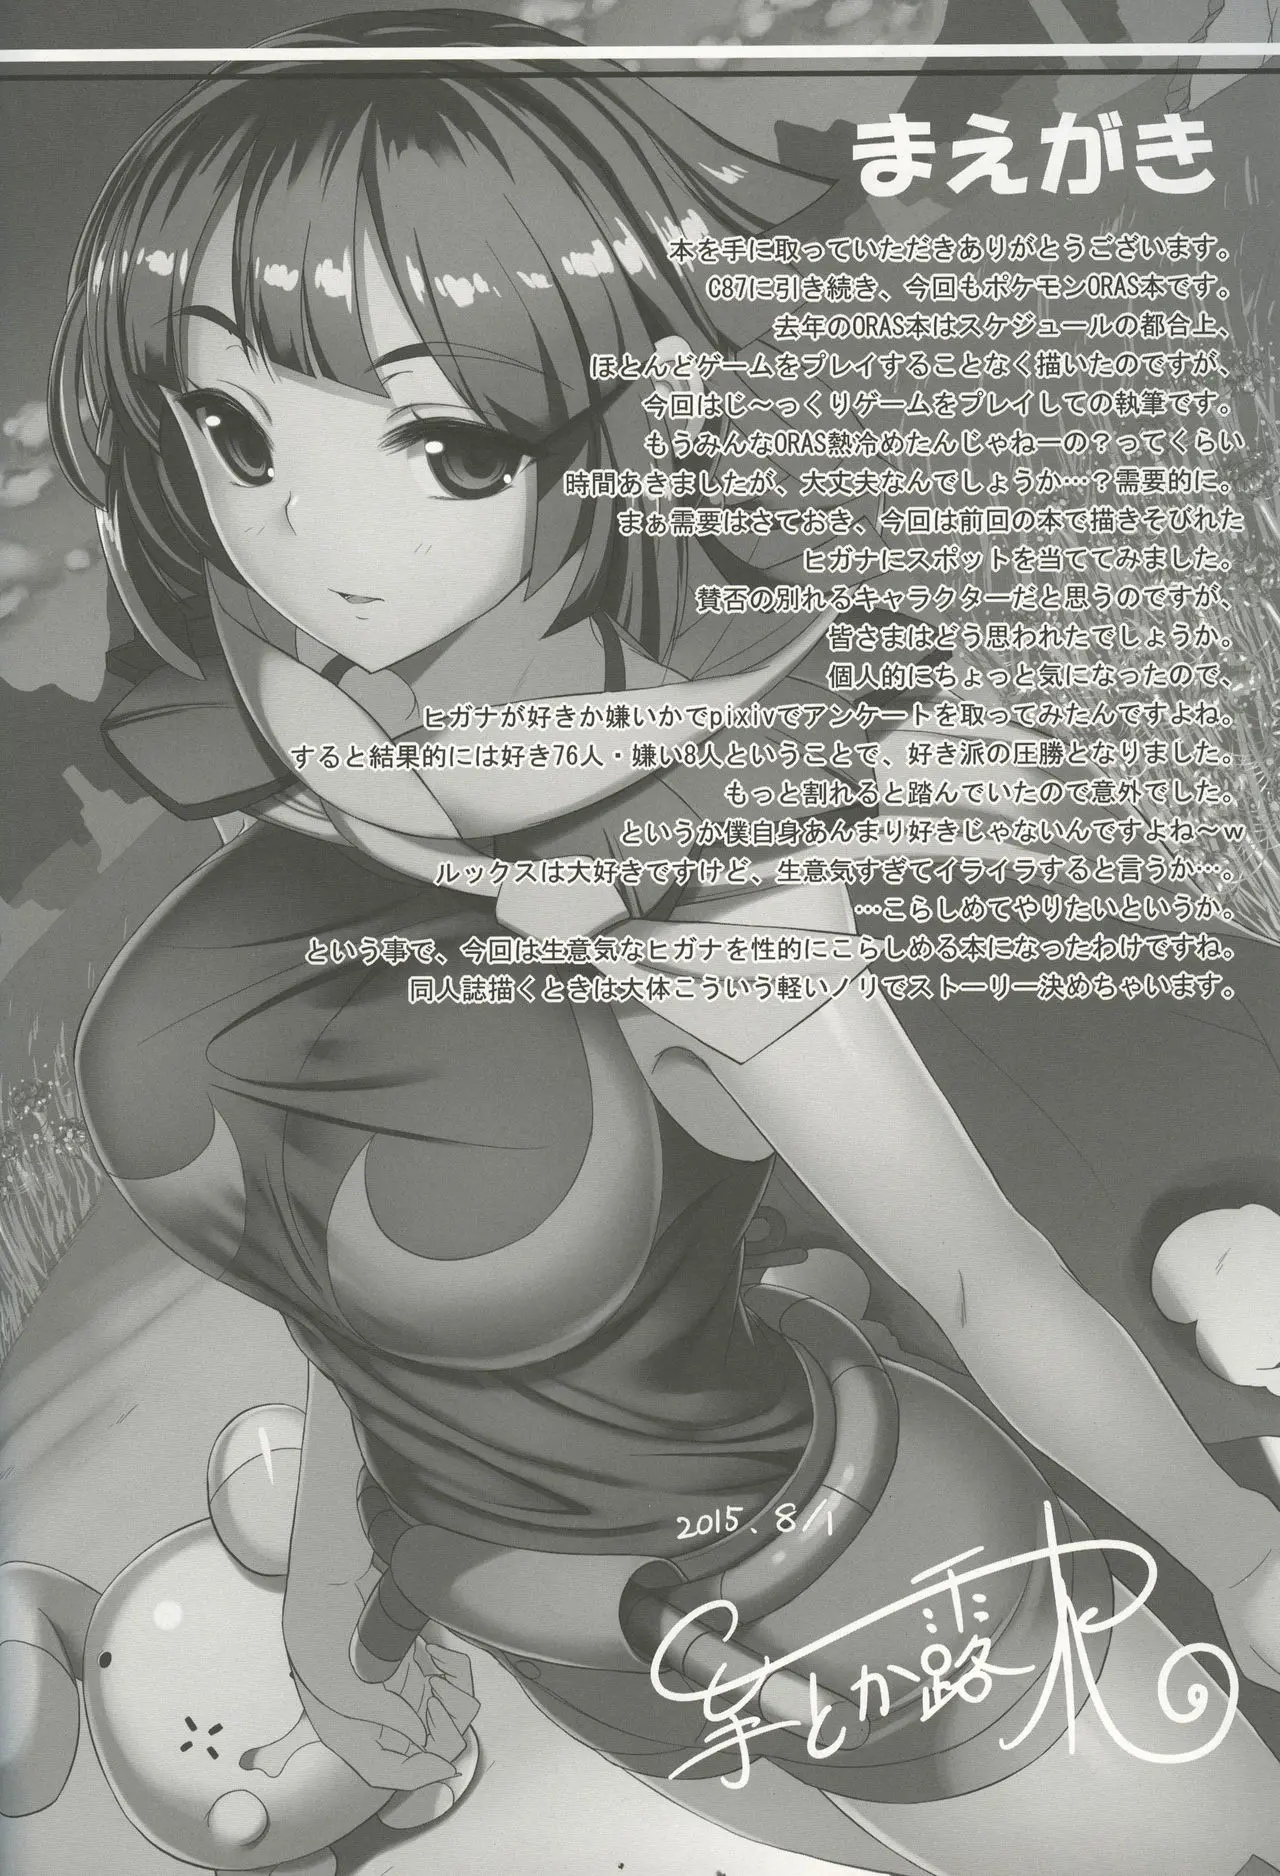 まえがき
本を手に取っていただきありがとうございます。
C87に引き続き、今回もポケモンORAS本です。
去年のORAS本はスケジュールの都合上、
ほとんどゲームをプレイすることなく描いたのですが、
今回はじ～っくりゲームをプレイしての執筆です。
もうみんなORAS熱冷めたんじゃねーの？ってくらい
時間あきましたが、大丈夫なんでしょうか…？需要的に。
まぁ需要はさておき、今回は前回の本で描きそびれた
ヒガナにスポットを当ててみました。
賛否の別れるキャラクターだと思うのですが、
皆さまはどう思われたでしょうか。
個人的にちょっと気になったので、
ヒガナが好きか嫌いかでpixivでアンケートを取ってみたんですよね。
すると結果的には好き76人・嫌い8人ということで、好き派の圧勝となりました。
もっと割れると踏んでいたので意外でした。
というか僕自身あんまり好きじゃないんですよね～w
ルックスは大好きですけど、生意気すぎてイライラすると言うか…。
…こらしめてやりたいというか。
という事で、今回は生意気なヒガナを性的にこらしめる本になったわけですね。
同人誌描くときは大体こういう軽いノリでストーリー決めちゃいます。
2015. 8/1